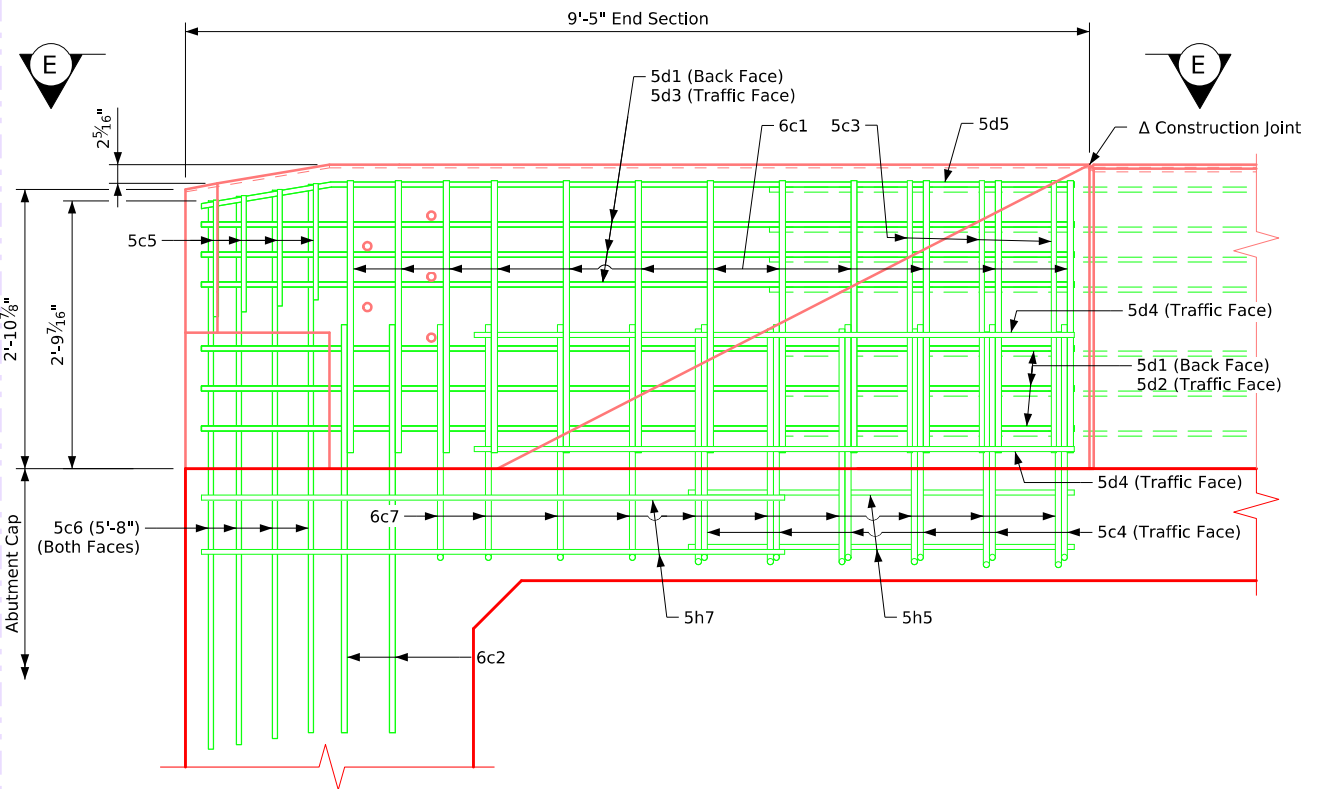 9'-5" End Section
E
E
5d1 (Back Face)
5d3 (Traffic Face)
6c1
5c3
5d5
Δ Construction Joint
2 5/16"
5c5
2'-10 7/8"
2'-9 7/16"
5d4 (Traffic Face)
5d1 (Back Face)
5d2 (Traffic Face)
5d4 (Traffic Face)
Abutment Cap
5c6 (5'-8")
(Both Faces)
6c7
5c4 (Traffic Face)
5h7
5h5
6c2